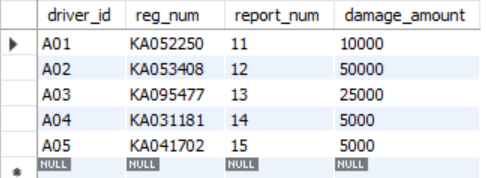 driver_id reg_num report_num damage_amount
A01 KA052250 11 10000
A02 KA053408 12 50000
A03 KA095477 13 25000
A04 KA031181 14 5000
A05 KA041702 15 5000
NULL NULL NULL NULL